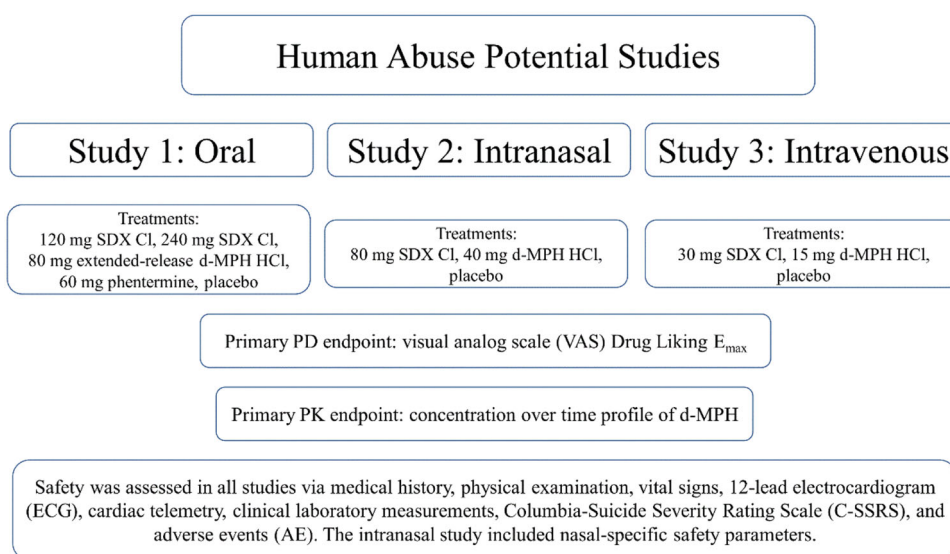 Human Abuse Potential Studies
Study 1: Oral
Study 2: Intranasal
Study 3: Intravenous
Treatments:
120 mg SDX Cl, 240 mg SDX Cl,
80 mg extended-release d-MPH HCl,
60 mg phentermine, placebo
Treatments:
80 mg SDX Cl, 40 mg d-MPH HCl,
placebo
Treatments:
30 mg SDX Cl, 15 mg d-MPH HCl,
placebo
Primary PD endpoint: visual analog scale (VAS) Drug Liking Emax
Primary PK endpoint: concentration over time profile of d-MPH
Safety was assessed in all studies via medical history, physical examination, vital signs, 12-lead electrocardiogram
(ECG), cardiac telemetry, clinical laboratory measurements, Columbia-Suicide Severity Rating Scale (C-SSRS), and
adverse events (AE). The intranasal study included nasal-specific safety parameters.